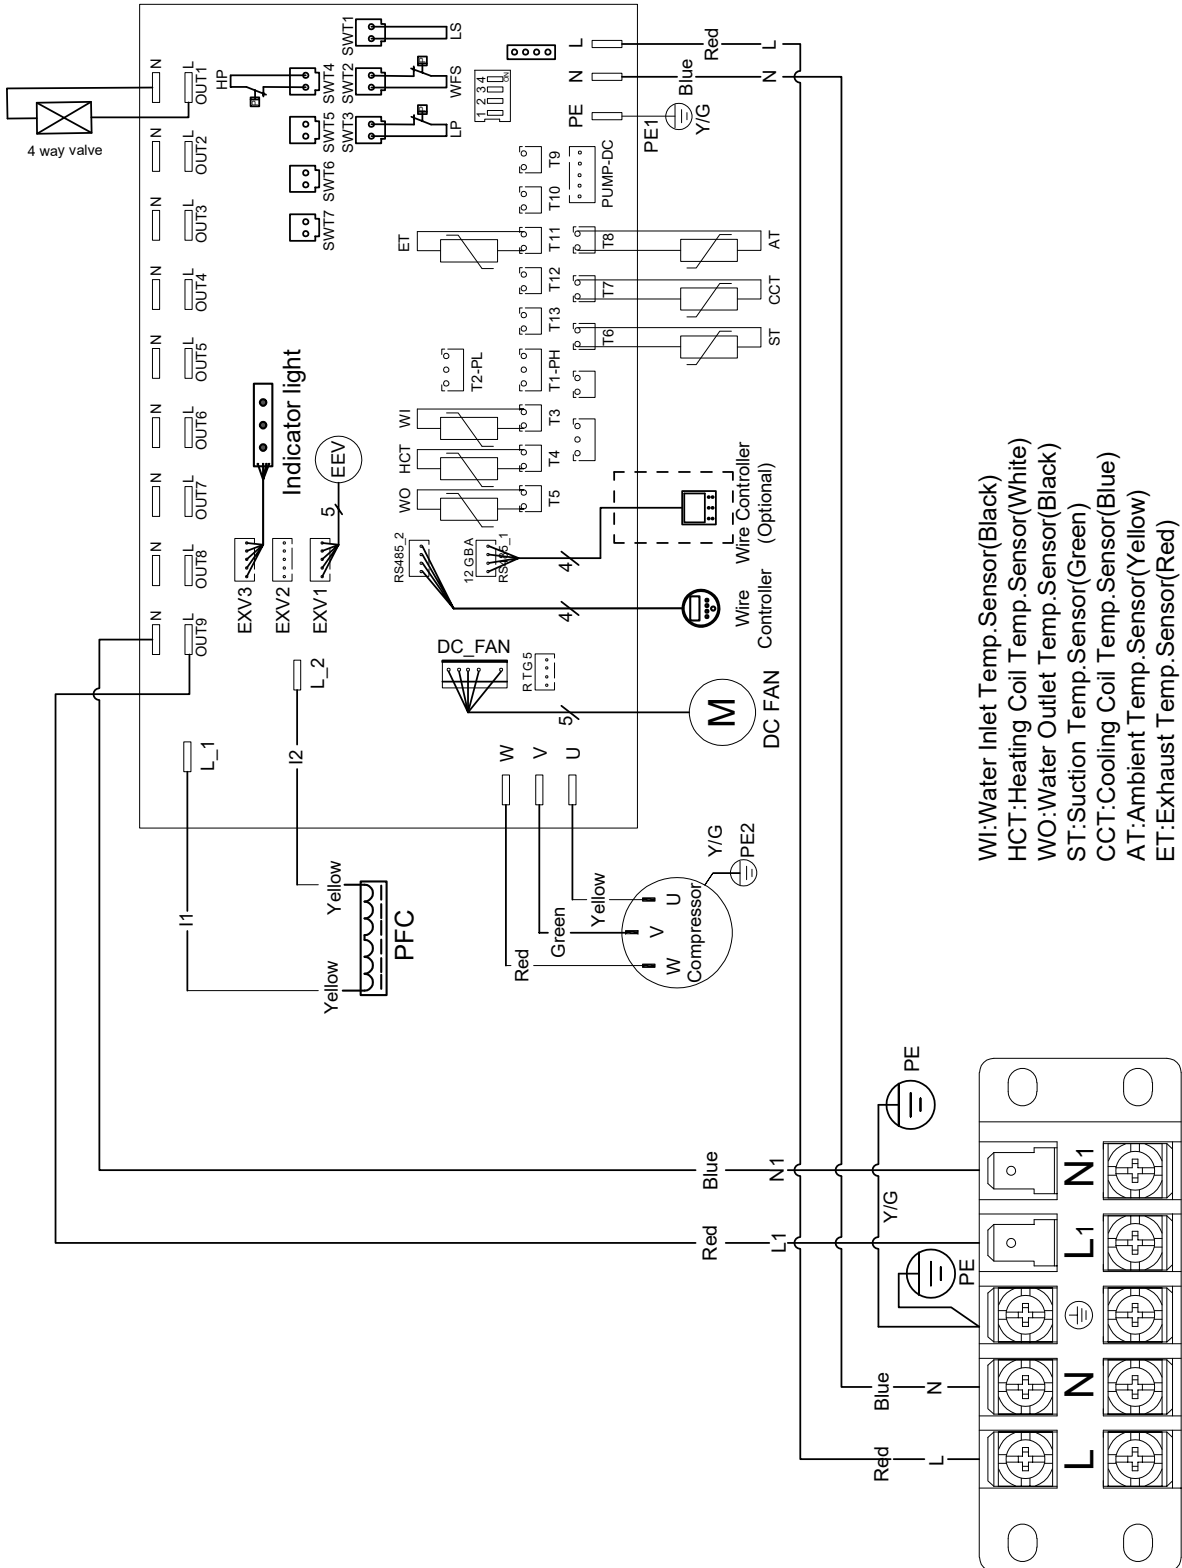 4 way valve
N
L
OUT1
N
L
OUT2
N
L
OUT3
N
L
OUT4
N
L
OUT5
N
L
OUT6
N
L
OUT7
N
L
OUT8
N
L
OUT9
HP
SWT4
SWT5
SWT6
SWT7
SWT1
SWT2
SWT3
LS
WFS
LP
1 2 3 4
ON
L
N
PE
Red
L
Blue
N
PE1
Y/G
T9
T10
T11
T12
T13
T1-PH
T2-PL
T3
T4
T5
PUMP-DC
T8
T7
T6
ET
AT
CCT
ST
WI
HCT
WO
Indicator light
EEV
5
EXV3
EXV2
EXV1
RS485_2
12 G B A
RS485_1
4
4
Wire Controller
(Optional)
Wire
Controller
DC_FAN
R T G 5
5
M
DC FAN
L_2
L_1
I2
I1
Yellow
Yellow
PFC
W
V
U
Red
Green
Yellow
W
V
U
Compressor
Y/G
PE2
WI:Water Inlet Temp.Sensor(Black)
HCT:Heating Coil Temp.Sensor(White)
WO:Water Outlet Temp.Sensor(Black)
ST:Suction Temp.Sensor(Green)
CCT:Cooling Coil Temp.Sensor(Blue)
AT:Ambient Temp.Sensor(Yellow)
ET:Exhaust Temp.Sensor(Red)
Blue
N1
Red
L1
Y/G
PE
PE
Blue
N
Red
L
L
N
L1
N1